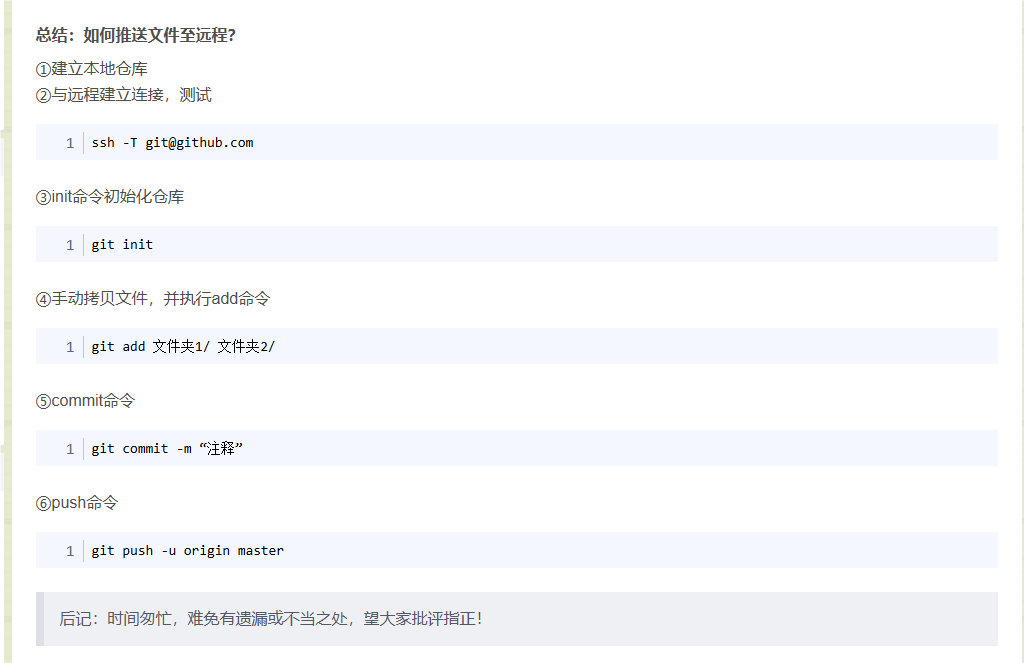 总结：如何推送文件至远程？
①建立本地仓库
②与远程建立连接，测试
1 ssh -T git@github.com
③init命令初始化仓库
1 git init
④手动拷贝文件，并执行add命令
1 git add 文件夹1/ 文件夹2/
⑤commit命令
1 git commit -m “注释”
⑥push命令
1 git push -u origin master
后记：时间匆忙，难免有遗漏或不当之处，望大家批评指正！